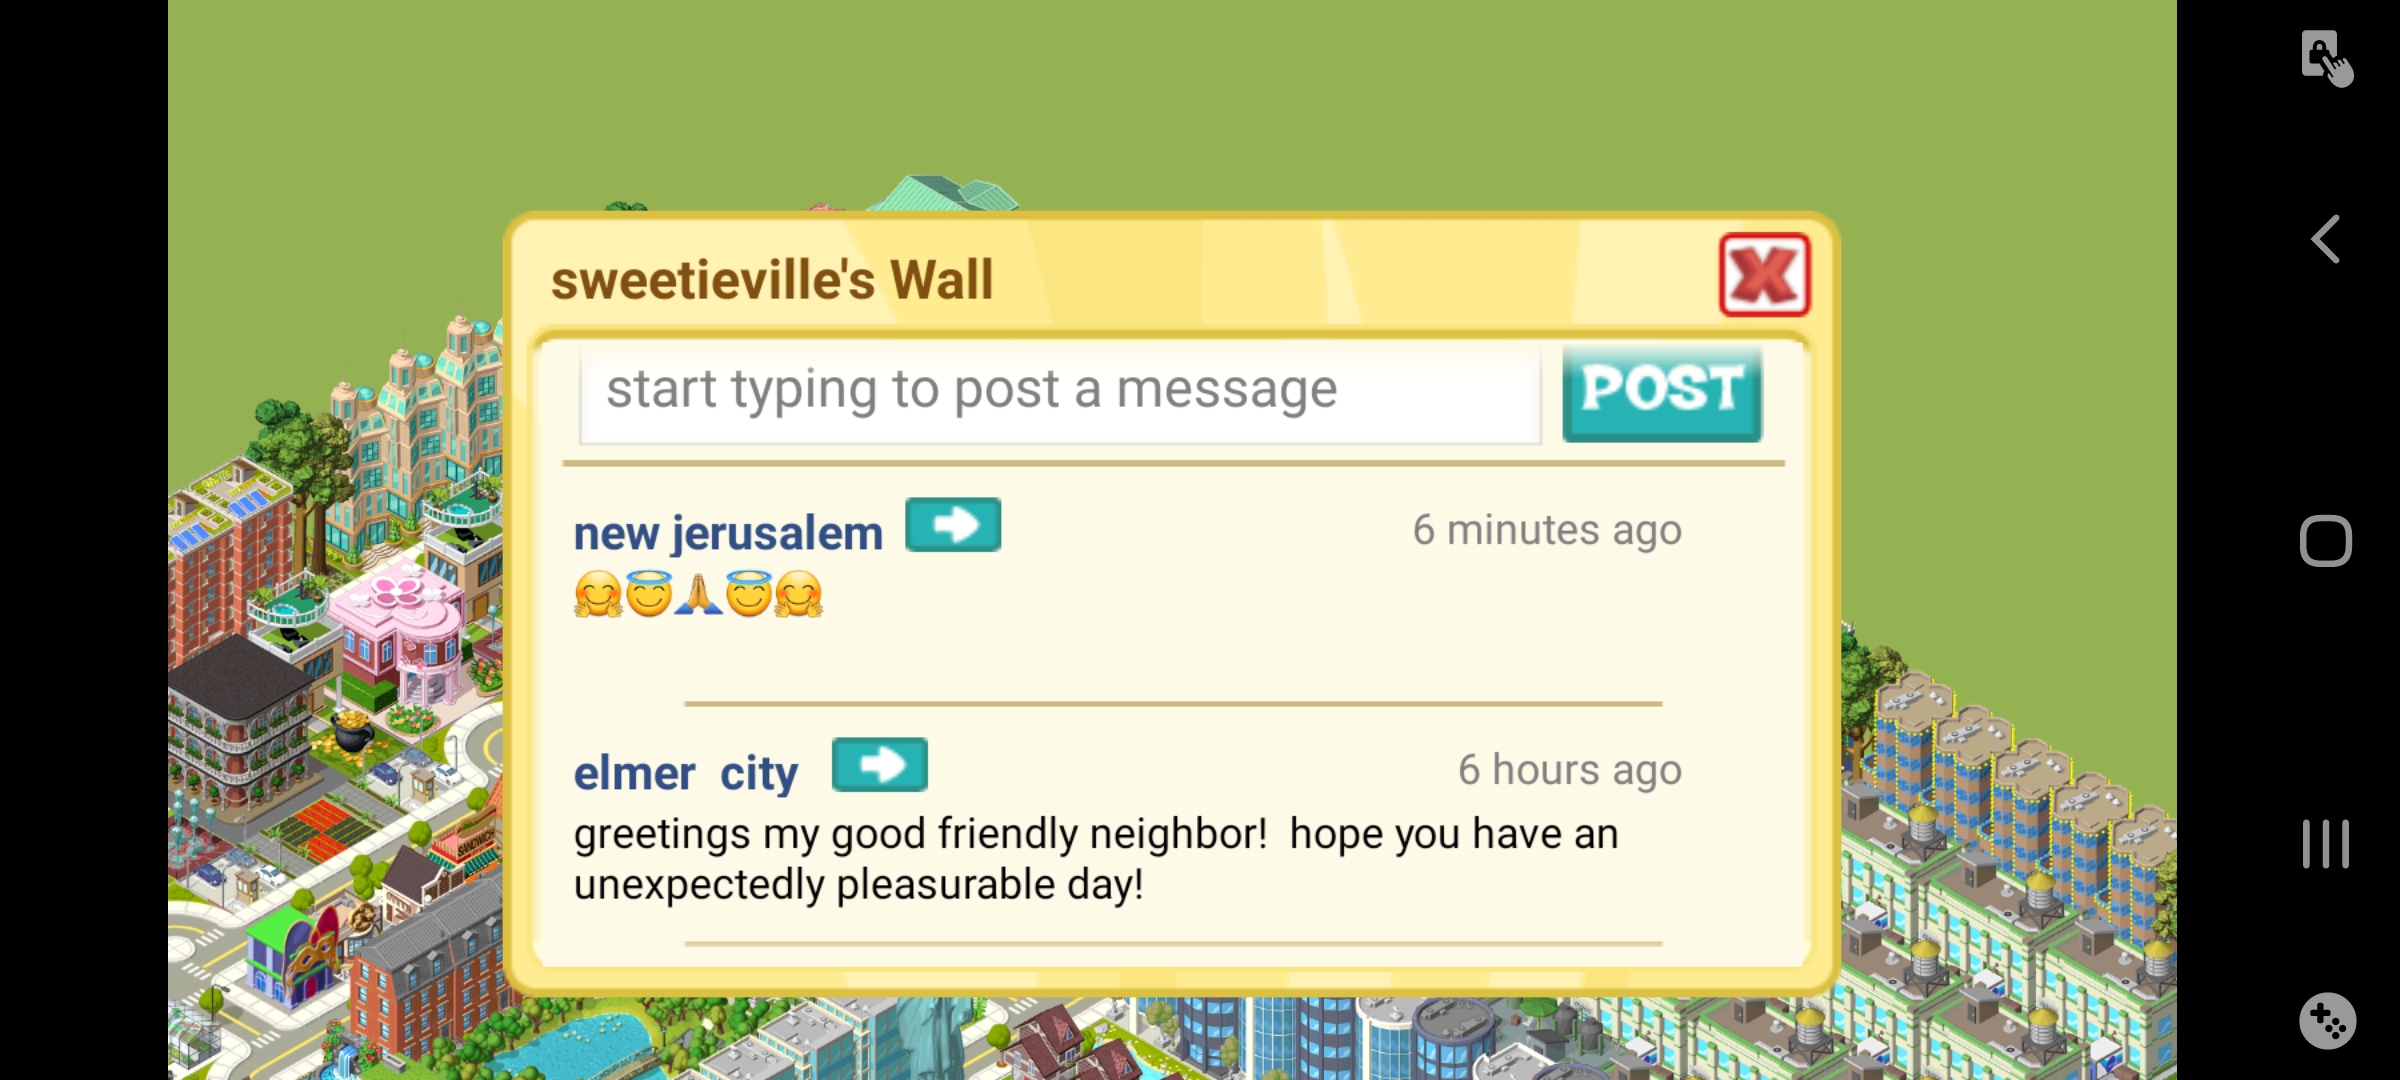 sweetieville's Wall
X
start typing to post a message
POST
new jerusalem
6 minutes ago
🤗😇🙏😇🤗
elmer  city
6 hours ago
greetings my good friendly neighbor!  hope you have an
unexpectedly pleasurable day!
SANDWICH